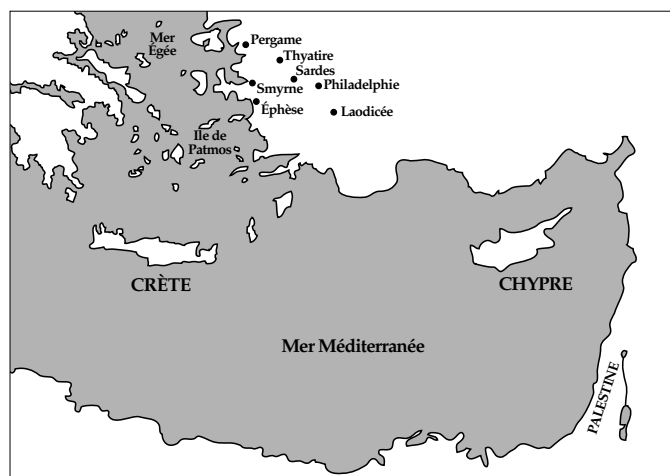 Mer
Égée
Pergame
Thyatire
Sardes
Philadelphie
Smyrne
Éphèse
Laodicée
Ile de
Patmos
CRÈTE
CHYPRE
Mer Méditerranée
PALESTINE